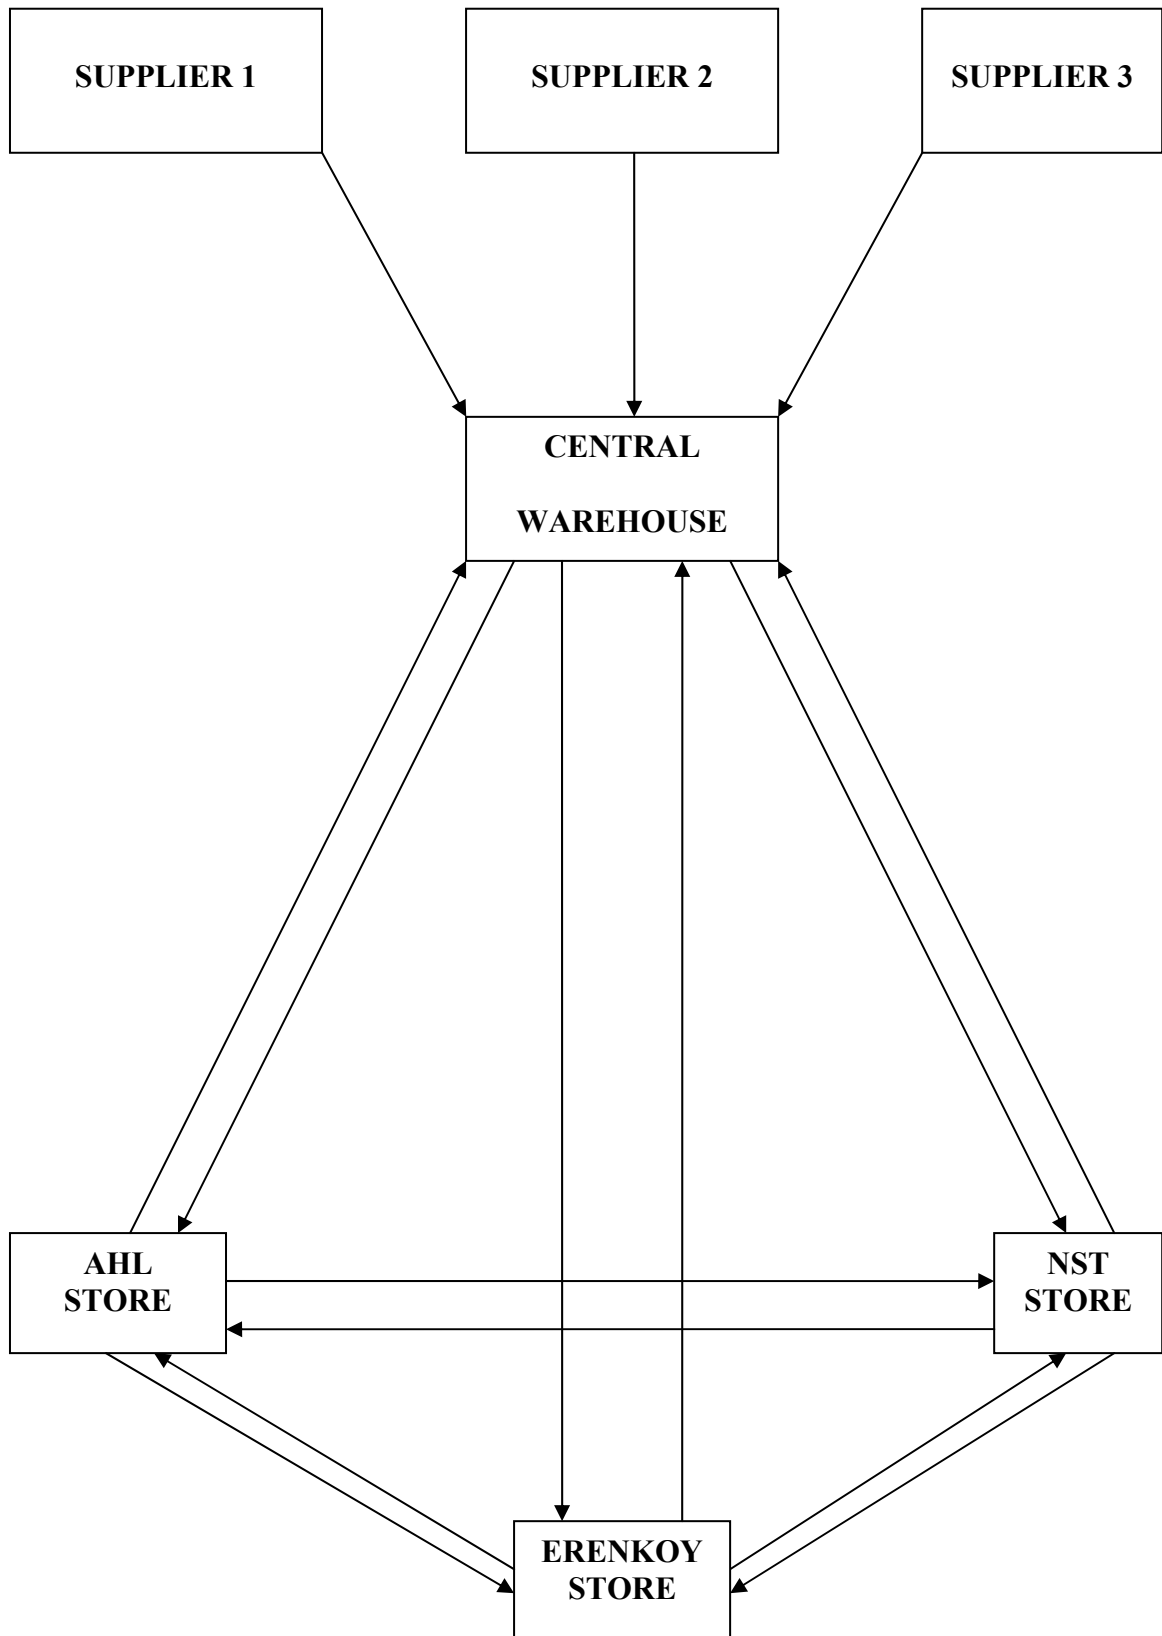 SUPPLIER 1
SUPPLIER 2
SUPPLIER 3
CENTRAL
WAREHOUSE
AHL
STORE
NST
STORE
ERENKOY
STORE